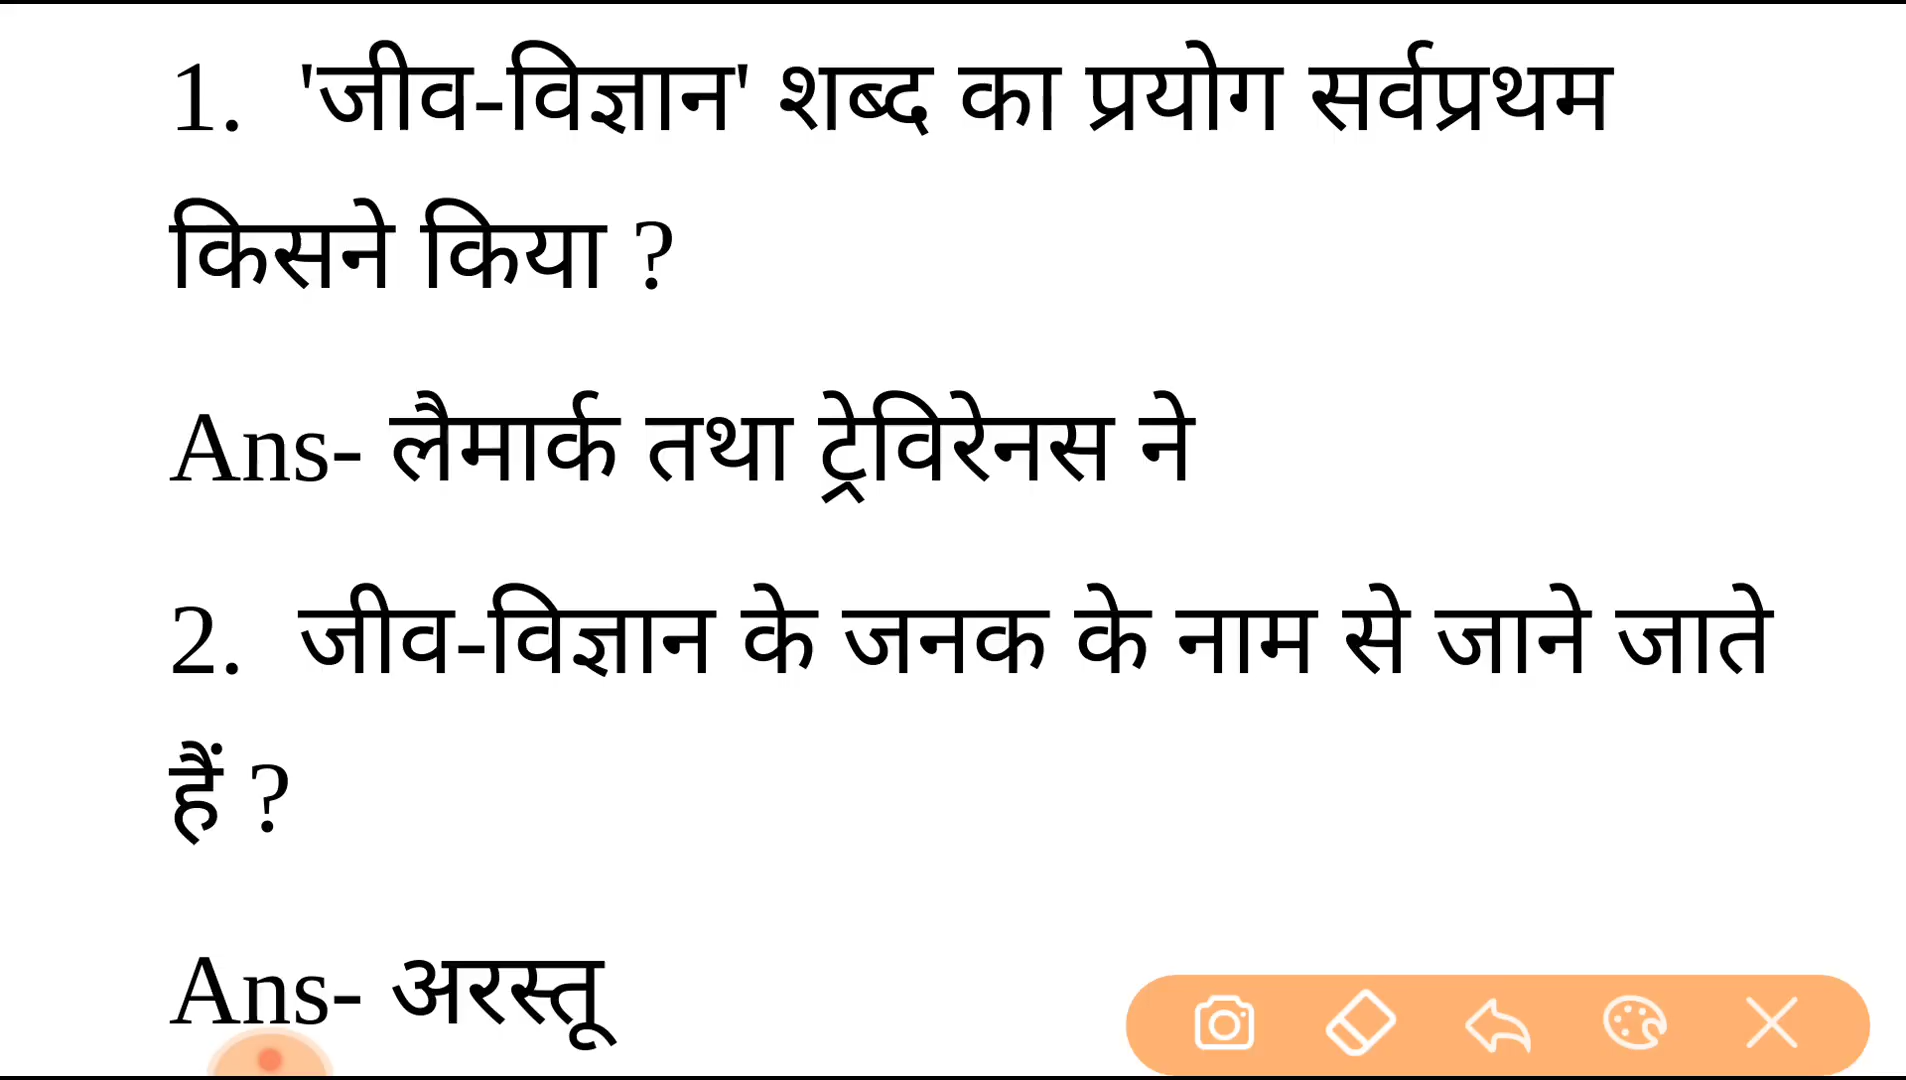 1. 'जीव-विज्ञान' शब्द का प्रयोग सर्वप्रथम
किसने किया ?
Ans- लैमार्क तथा ट्रेविरेनस ने
2. जीव-विज्ञान के जनक के नाम से जाने जाते
हैं ?
Ans- अरस्तू